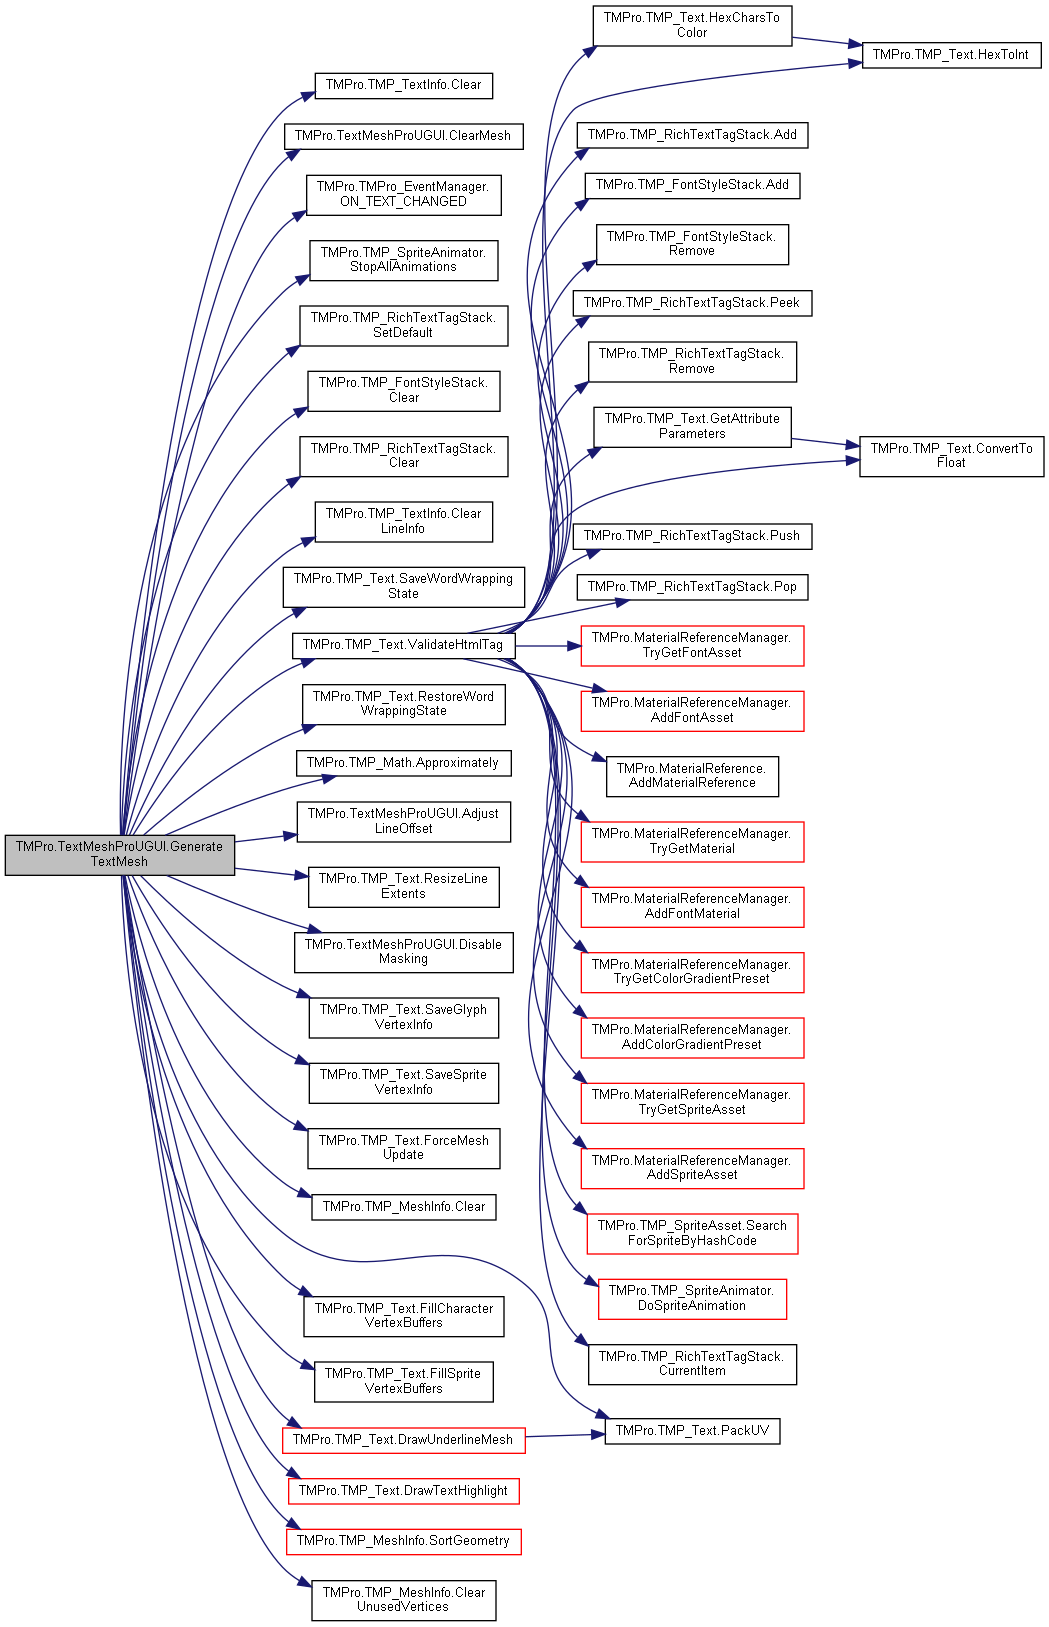 TMPro.TextMeshProUGUI.Generate
TextMesh
TMPro.TMP_TextInfo.Clear
TMPro.TextMeshProUGUI.ClearMesh
TMPro.TMPro_EventManager.
ON_TEXT_CHANGED
TMPro.TMP_SpriteAnimator.
StopAllAnimations
TMPro.TMP_RichTextTagStack.
SetDefault
TMPro.TMP_FontStyleStack.
Clear
TMPro.TMP_RichTextTagStack.
Clear
TMPro.TMP_TextInfo.Clear
LineInfo
TMPro.TMP_Text.SaveWordWrapping
State
TMPro.TMP_Text.ValidateHtmlTag
TMPro.TMP_Text.RestoreWord
WrappingState
TMPro.TMP_Math.Approximately
TMPro.TextMeshProUGUI.Adjust
LineOffset
TMPro.TMP_Text.ResizeLine
Extents
TMPro.TextMeshProUGUI.Disable
Masking
TMPro.TMP_Text.SaveGlyph
VertexInfo
TMPro.TMP_Text.SaveSprite
VertexInfo
TMPro.TMP_Text.ForceMesh
Update
TMPro.TMP_MeshInfo.Clear
TMPro.TMP_Text.FillCharacter
VertexBuffers
TMPro.TMP_Text.FillSprite
VertexBuffers
TMPro.TMP_Text.DrawUnderlineMesh
TMPro.TMP_Text.DrawTextHighlight
TMPro.TMP_MeshInfo.SortGeometry
TMPro.TMP_MeshInfo.Clear
UnusedVertices
TMPro.TMP_Text.HexCharsTo
Color
TMPro.TMP_RichTextTagStack.Add
TMPro.TMP_FontStyleStack.Add
TMPro.TMP_FontStyleStack.
Remove
TMPro.TMP_RichTextTagStack.Peek
TMPro.TMP_RichTextTagStack.
Remove
TMPro.TMP_Text.GetAttribute
Parameters
TMPro.TMP_RichTextTagStack.Push
TMPro.TMP_RichTextTagStack.Pop
TMPro.MaterialReferenceManager.
TryGetFontAsset
TMPro.MaterialReferenceManager.
AddFontAsset
TMPro.MaterialReference.
AddMaterialReference
TMPro.MaterialReferenceManager.
TryGetMaterial
TMPro.MaterialReferenceManager.
AddFontMaterial
TMPro.MaterialReferenceManager.
TryGetColorGradientPreset
TMPro.MaterialReferenceManager.
AddColorGradientPreset
TMPro.MaterialReferenceManager.
TryGetSpriteAsset
TMPro.MaterialReferenceManager.
AddSpriteAsset
TMPro.TMP_SpriteAsset.Search
ForSpriteByHashCode
TMPro.TMP_SpriteAnimator.
DoSpriteAnimation
TMPro.TMP_RichTextTagStack.
CurrentItem
TMPro.TMP_Text.PackUV
TMPro.TMP_Text.HexToInt
TMPro.TMP_Text.ConvertTo
Float